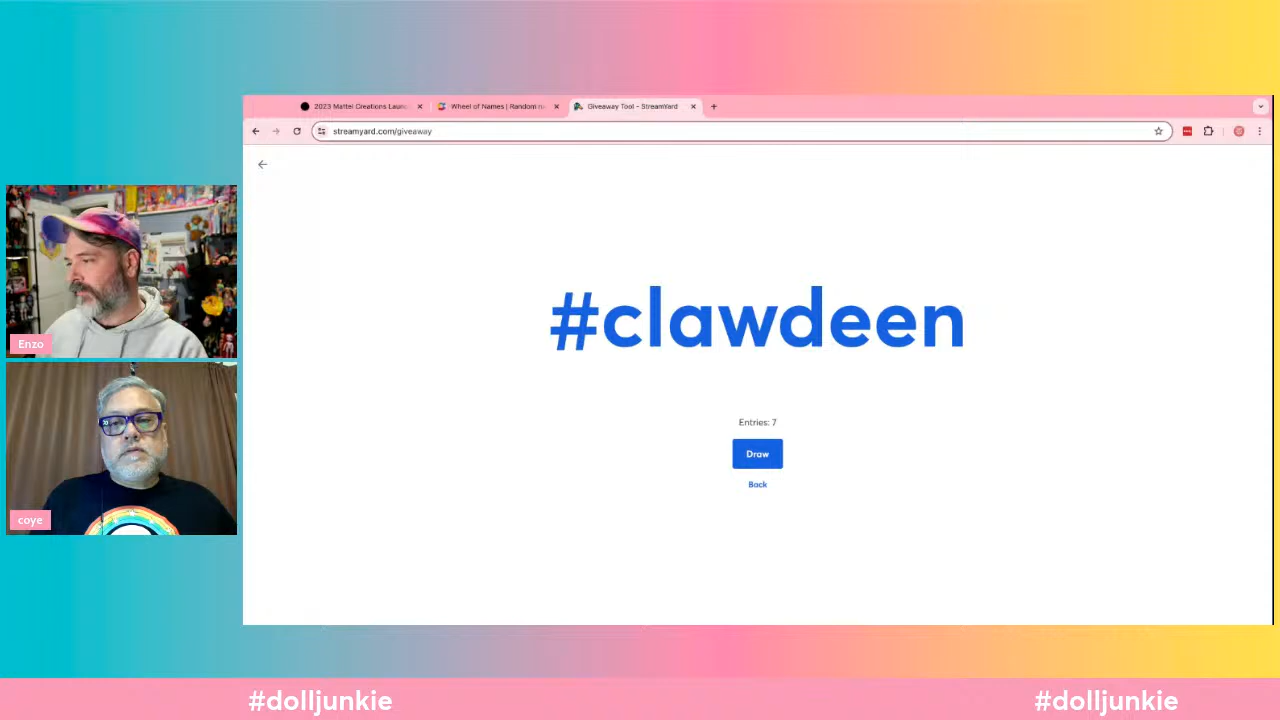 2023 Mattel Creations Laun
Wheel of Names | Random n
Giveaway Tool - StreamYard
streamyard.com/giveaway
#clawdeen
Entries: 7
Draw
Back
Enzo
coye
#dolljunkie
#dolljunkie